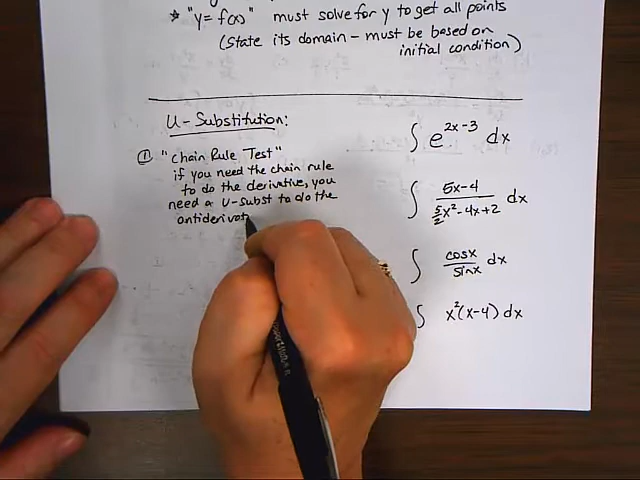 * "y=f(x)" must solve for y to get all points
(state its domain - must be based on
initial condition)
U-Substitution:
① "Chain Rule Test"
if you need the chain rule
to do the derivative, you
need a U-subst to do the
antiderivat
∫ e^(2x-3) dx
∫ (5x-4)/(5/2 x²-4x+2) dx
∫ cosx/sinx dx
∫ x²(x-4) dx